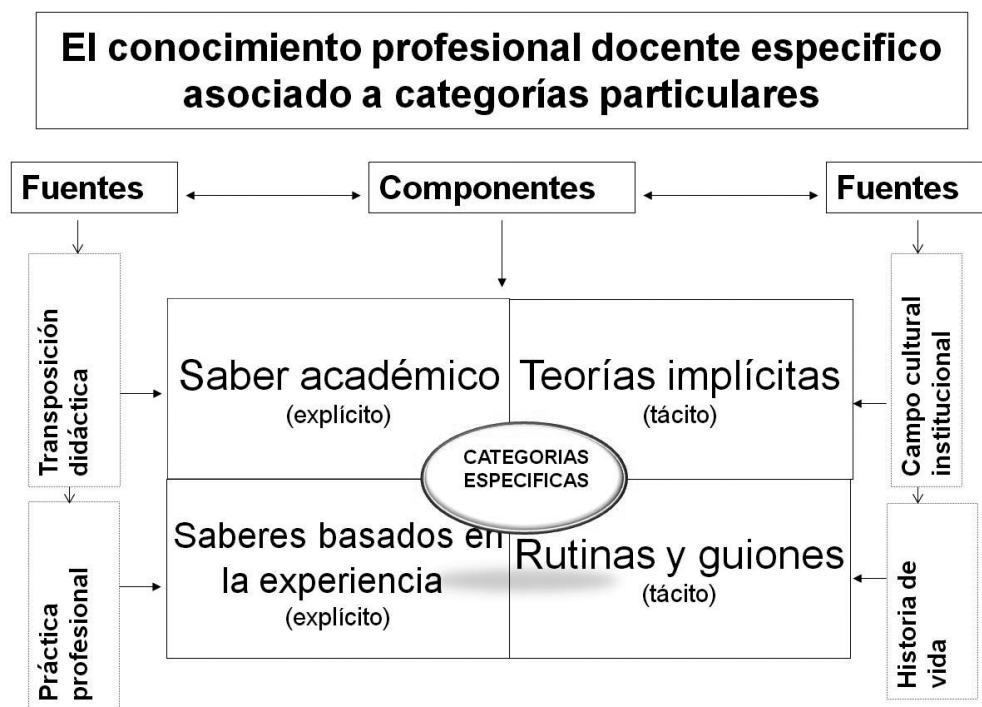 El conocimiento profesional docente especifico
asociado a categorías particulares
Fuentes
Componentes
Fuentes
Transposición
didáctica
Saber académico
(explícito)
Teorías implícitas
(tácito)
Campo cultural
institucional
CATEGORIAS
ESPECIFICAS
Práctica
profesional
Saberes basados en
la experiencia
(explícito)
Rutinas y guiones
(tácito)
Historia de
vida